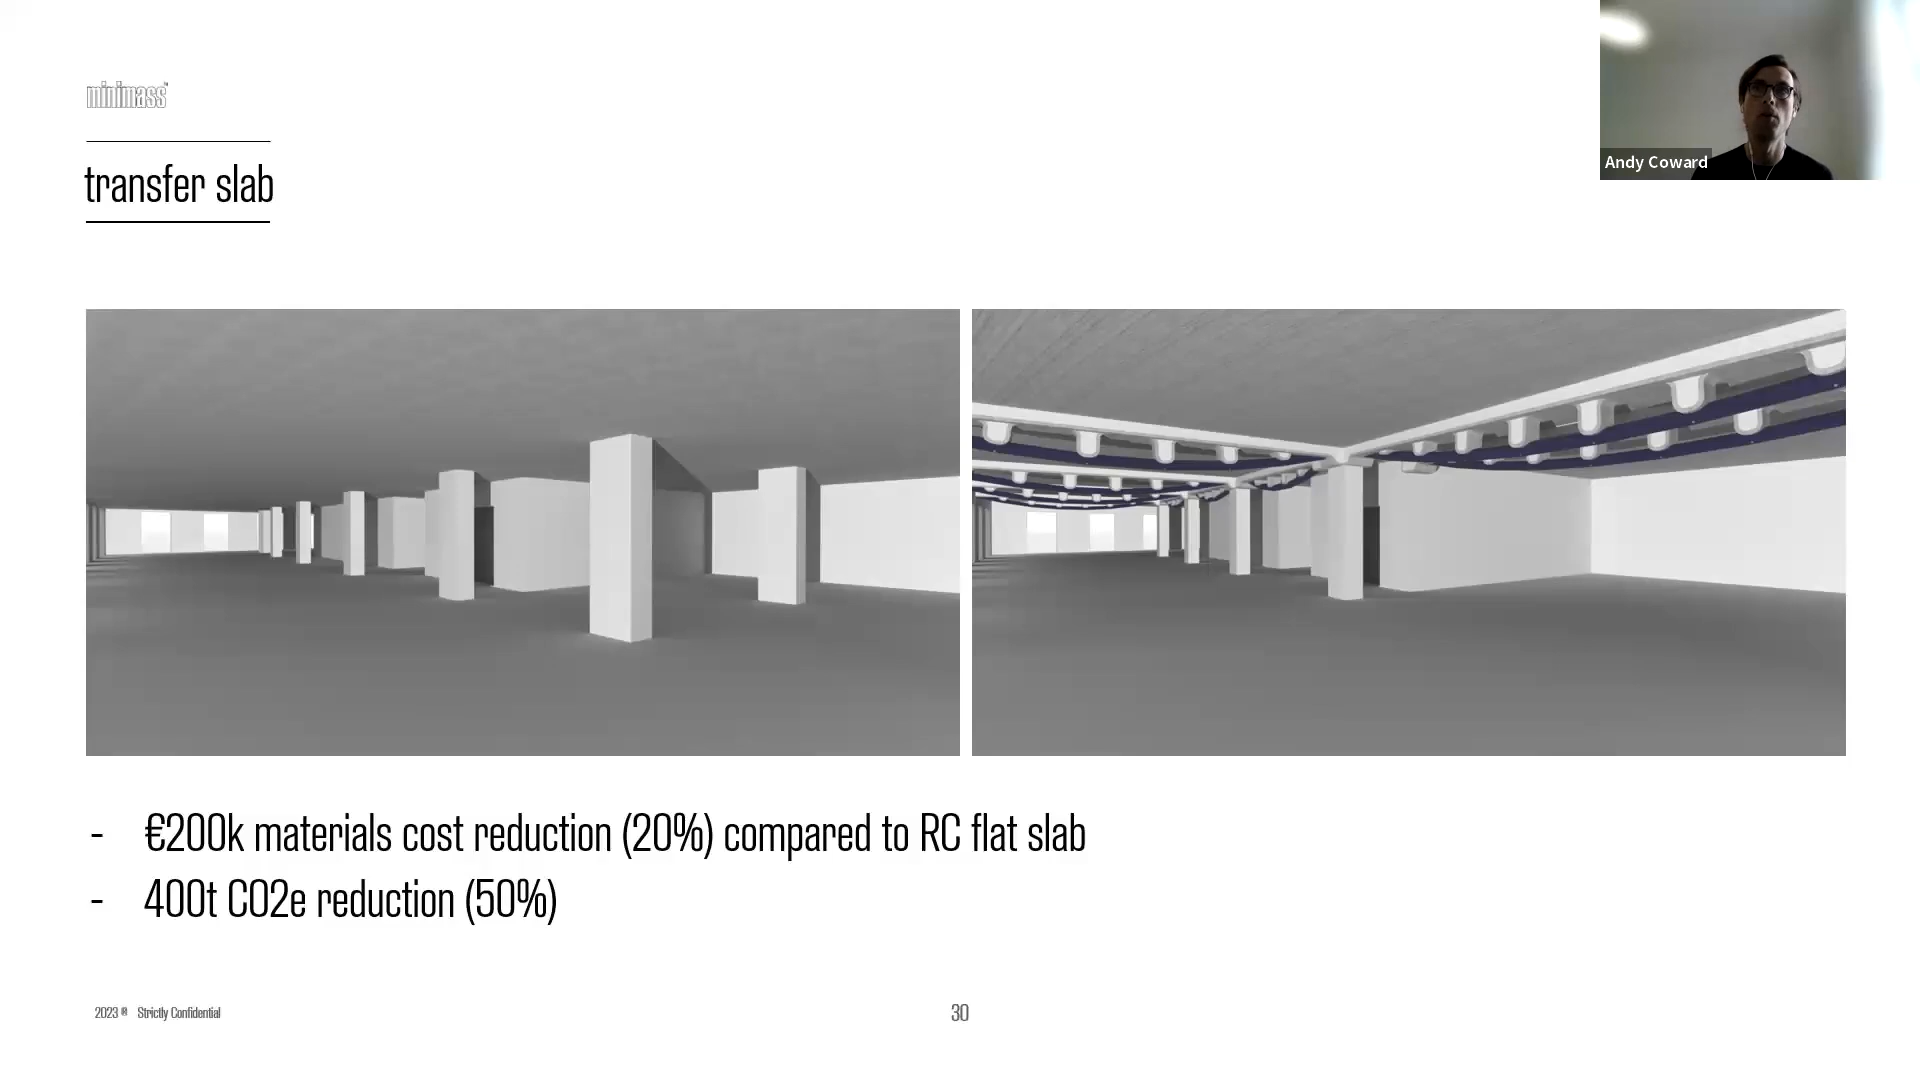 minimass™
transfer slab
Andy Coward
- €200k materials cost reduction (20%) compared to RC flat slab
- 400t CO2e reduction (50%)
2023 © Strictly Confidential
30